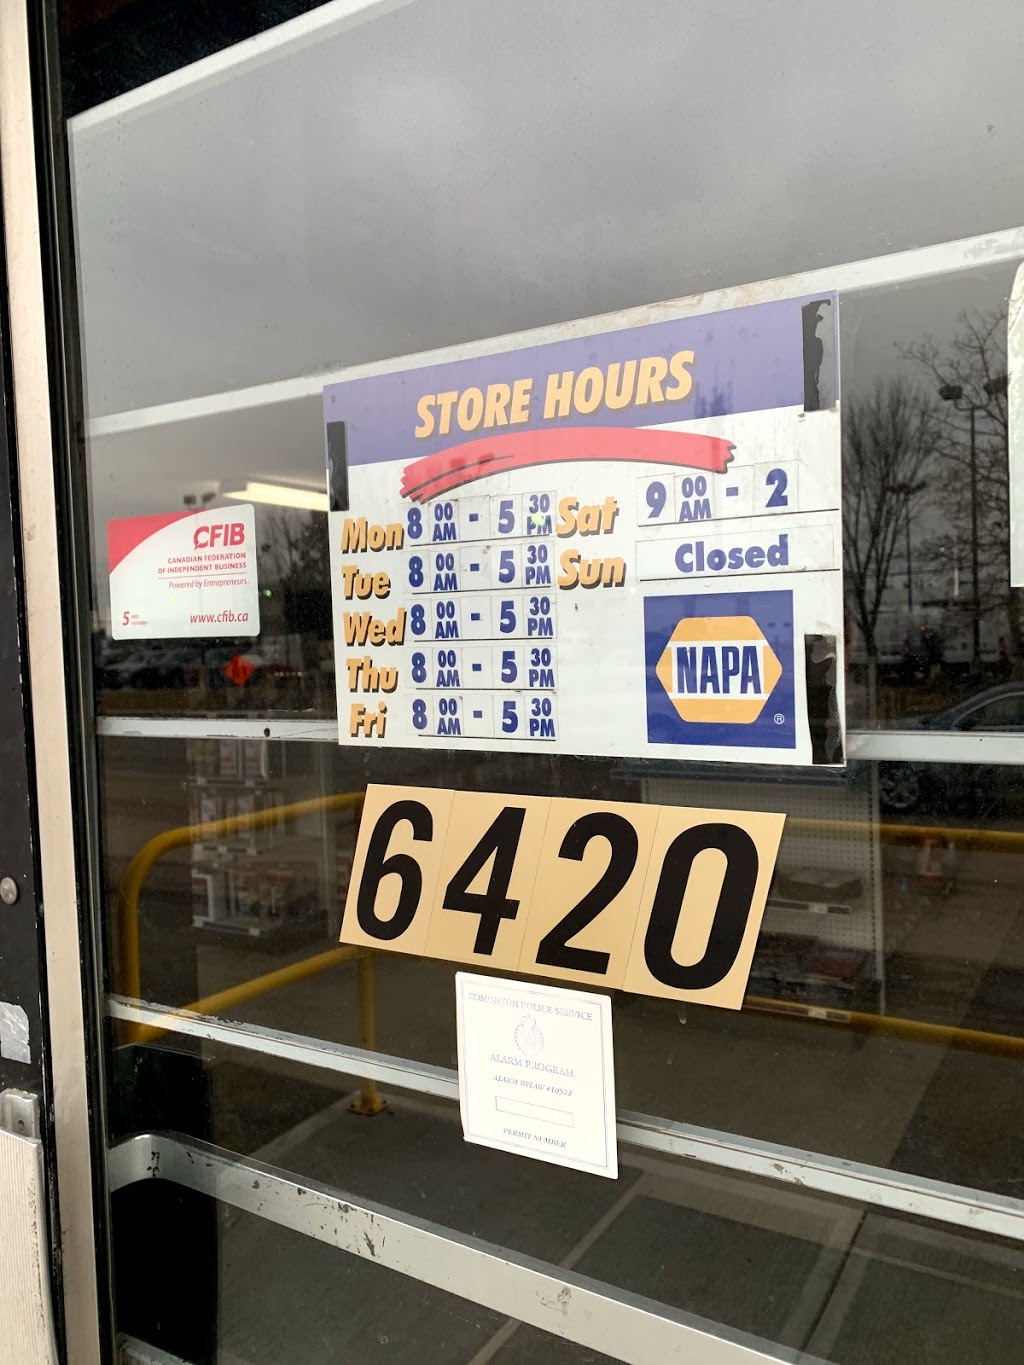 STORE HOURS
Mon 8 00 AM - 5 30 PM
Tue 8 00 AM - 5 30 PM
Wed 8 00 AM - 5 30 PM
Thu 8 00 AM - 5 30 PM
Fri 8 00 AM - 5 30 PM
Sat 9 00 AM - 2
Sun Closed
NAPA ®
CFIB
CANADIAN FEDERATION
OF INDEPENDENT BUSINESS
Powered by Entrepreneurs.
5 year
member
www.cfib.ca
6420
EDMONTON POLICE SERVICE
ALARM PROGRAM
ALARM BYLAW #10922
PERMIT NUMBER